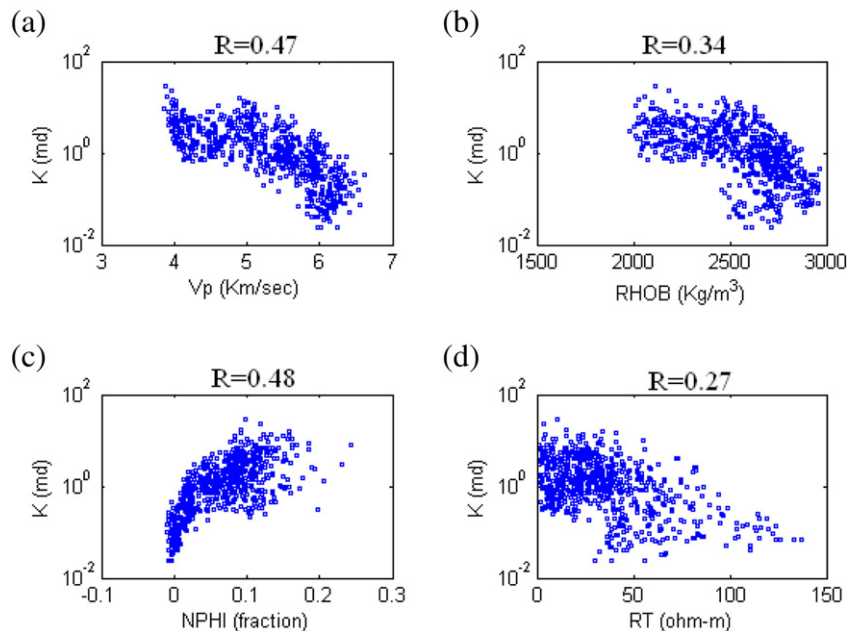 (a)
R=0.47
10^2
10^0
10^-2
K (md)
3 4 5 6 7
Vp (Km/sec)
(b)
R=0.34
10^2
10^0
10^-2
K (md)
1500 2000 2500 3000
RHOB (Kg/m^3)
(c)
R=0.48
10^2
10^0
10^-2
K (md)
-0.1 0 0.1 0.2 0.3
NPHI (fraction)
(d)
R=0.27
10^2
10^0
10^-2
K (md)
0 50 100 150
RT (ohm-m)